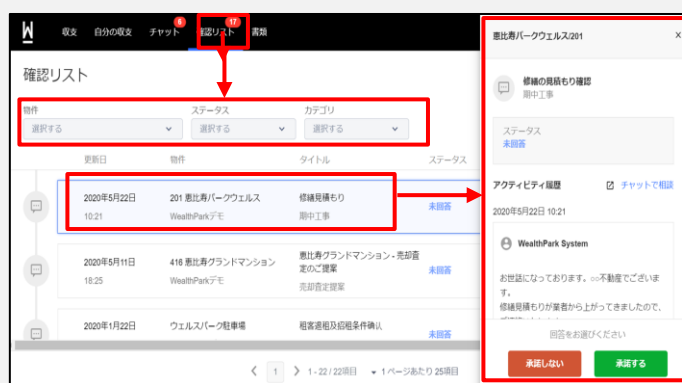 W 収支 自分の収支 チャット 6 確認リスト 17 書類
確認リスト
物件 ステータス カテゴリ
選択する 選択する 選択する
更新日 物件 タイトル ステータス
2020年5月22日 201 恵比寿パークウェルス 修繕見積もり 未回答
10:21 WealthParkデモ 期中工事
2020年5月11日 416 恵比寿グランドマンション 恵比寿グランドマンション - 売却査定のご提案 未回答
18:25 WealthParkデモ 売却査定提案
2020年1月22日 ウェルスパーク駐車場 租客退租及招租条件确认 未回答
1 1 - 22 / 22項目 1 ページあたり 25項目
恵比寿パークウェルス/201 ×
修繕の見積もり確認
期中工事
ステータス
未回答
アクティビティ履歴 チャットで相談
2020年5月22日 10:21
WealthPark System
お世話になっております。○○不動産でございま
す。
修繕見積もりが業者から上がってきましたので、
回答をお選びください
承諾しない 承諾する